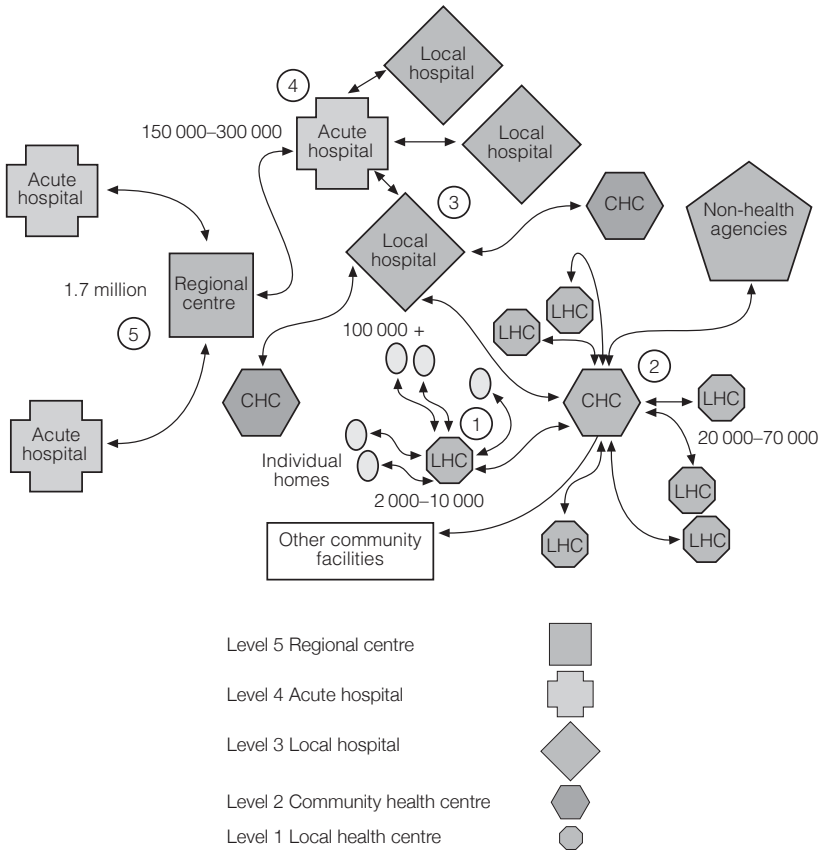 Local
hospital
4
150 000–300 000
Acute
hospital
Local
hospital
Acute
hospital
3
CHC
Non-health
agencies
Local
hospital
1.7 million
Regional
centre
5
LHC
LHC
100 000 +
2
CHC
CHC
LHC
1
20 000–70 000
Acute
hospital
Individual
homes
LHC
2 000–10 000
LHC
Other community
facilities
LHC
LHC
Level 5 Regional centre
Level 4 Acute hospital
Level 3 Local hospital
Level 2 Community health centre
Level 1 Local health centre